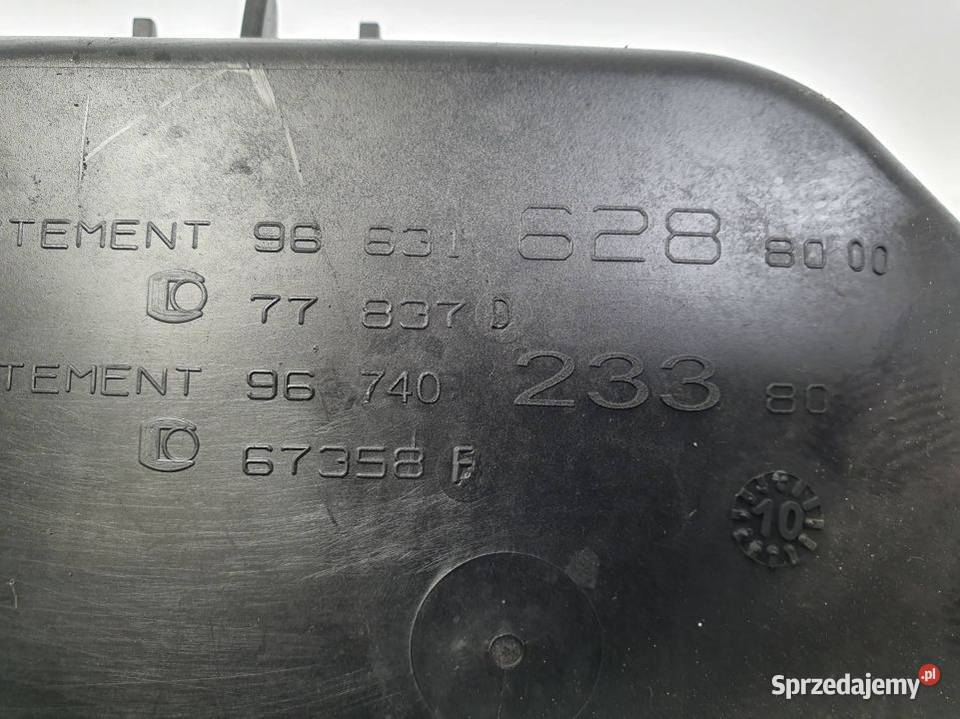 TEMENT 96 831 628 80 00
77 837 D
TEMENT 96 740 233 80
67358 F
10
Sprzedajemy.pl